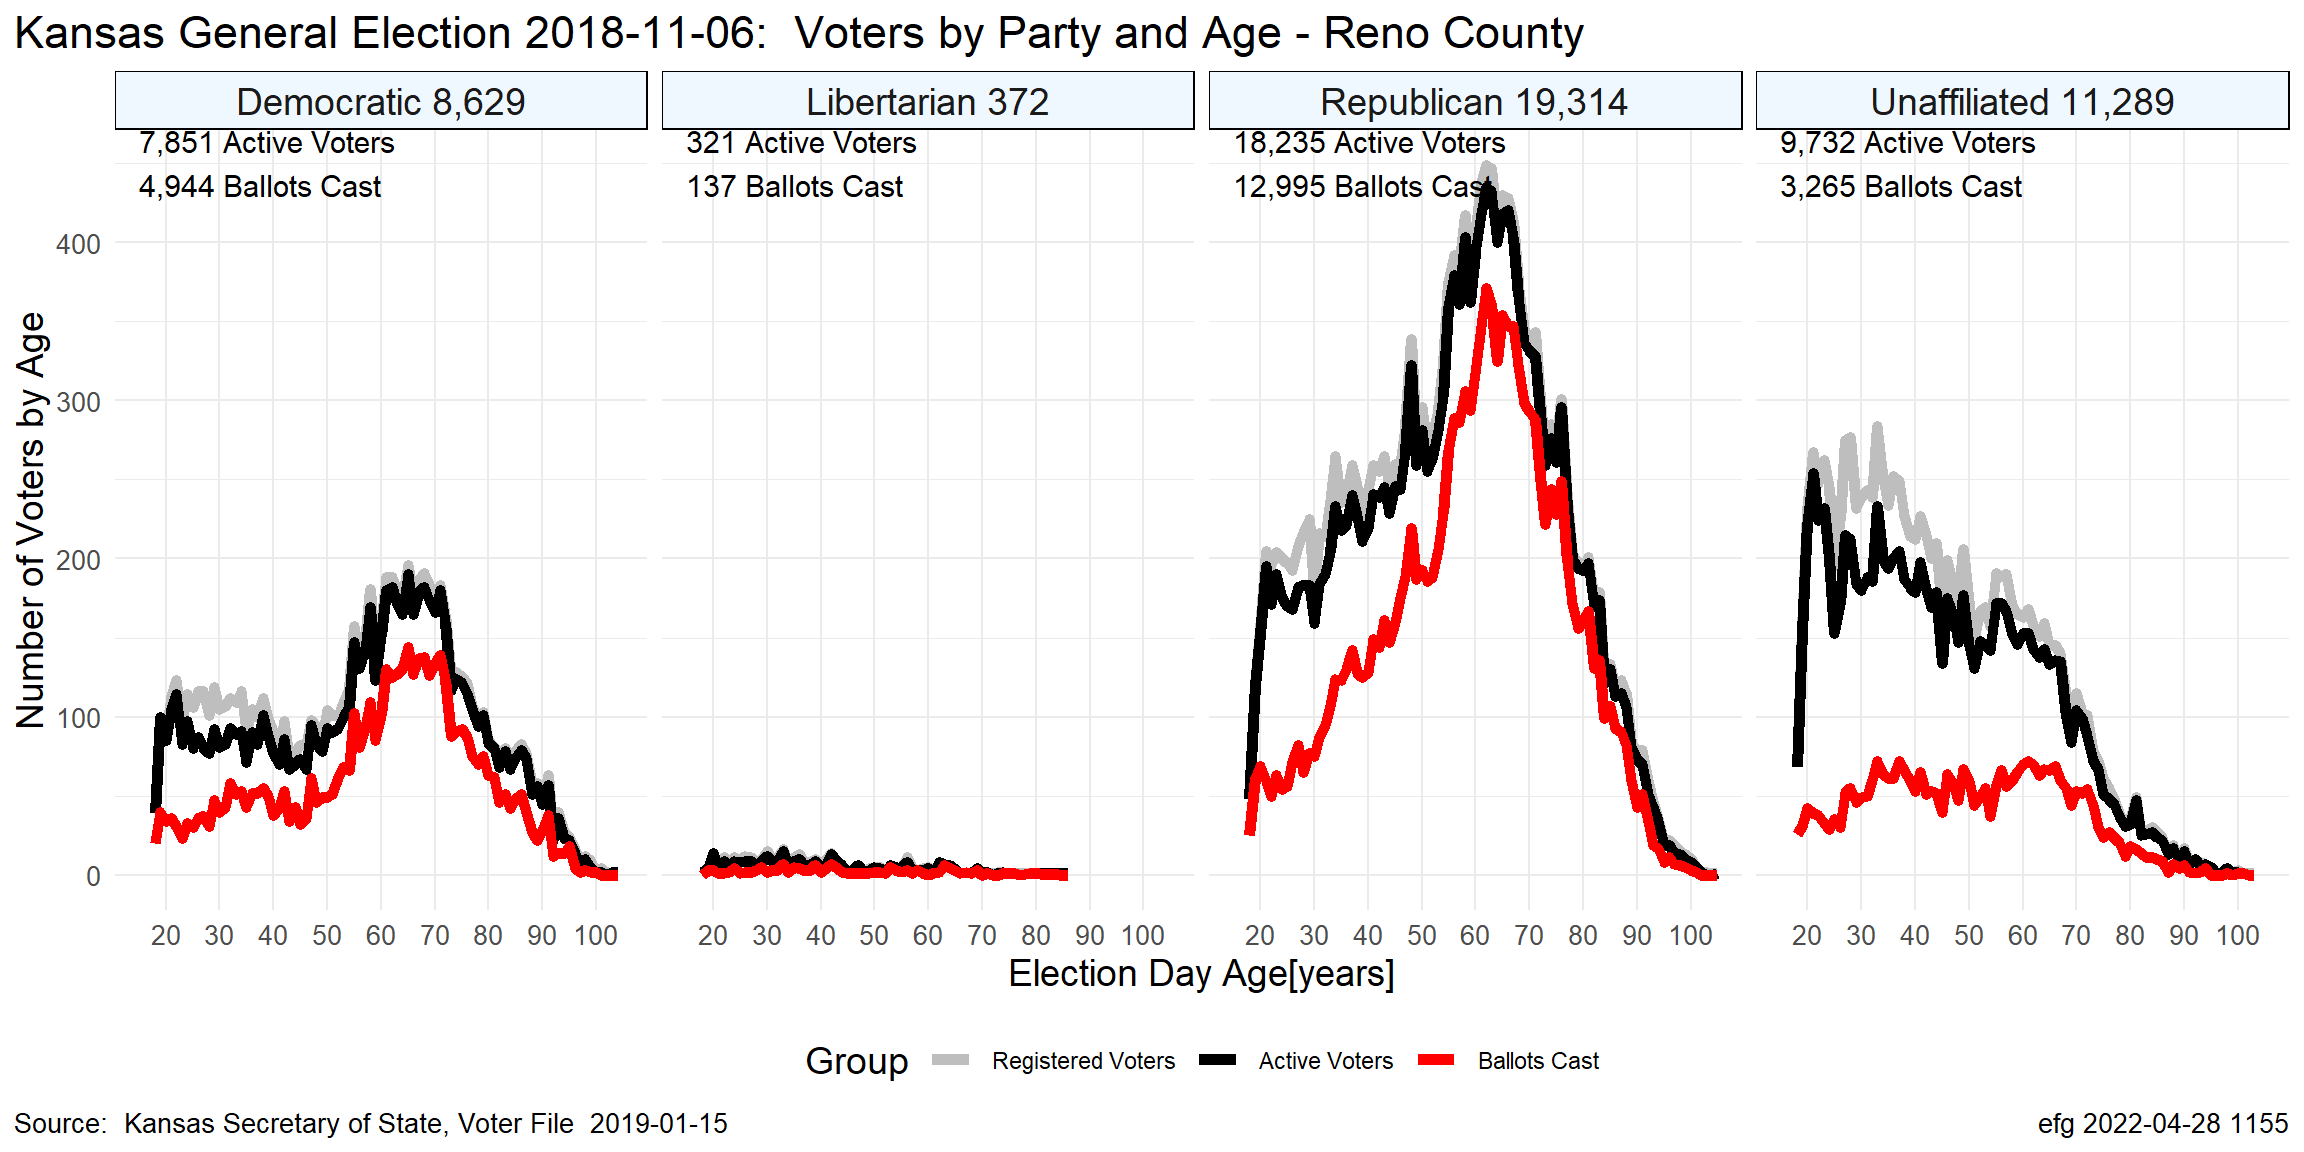 Kansas General Election 2018-11-06:  Voters by Party and Age - Reno County
Democratic 8,629
Libertarian 372
Republican 19,314
Unaffiliated 11,289
7,851 Active Voters
4,944 Ballots Cast
321 Active Voters
137 Ballots Cast
18,235 Active Voters
12,995 Ballots Cast
9,732 Active Voters
3,265 Ballots Cast
Number of Voters by Age
400
300
200
100
0
20 30 40 50 60 70 80 90 100
20 30 40 50 60 70 80 90 100
20 30 40 50 60 70 80 90 100
20 30 40 50 60 70 80 90 100
Election Day Age[years]
Group Registered Voters Active Voters Ballots Cast
Source:  Kansas Secretary of State, Voter File  2019-01-15
efg 2022-04-28 1155